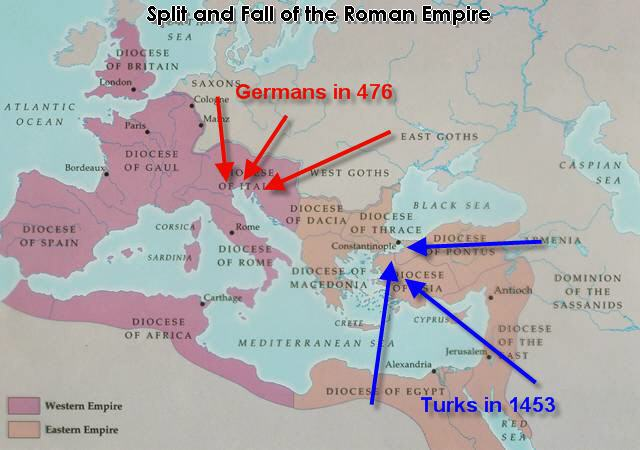 Split and Fall of the Roman Empire
SEA
DIOCESE
OF BRITAIN
London
SAXONS
Germans in 476
Cologne
ATLANTIC
OCEAN
Mainz
Paris
EAST GOTHS
DIOCESE
OF GAUL
CASPIAN
SEA
Bordeaux
DIOCESE
OF ITALY
WEST GOTHS
BLACK SEA
DIOCESE
OF DACIA
DIOCESE
OF THRACE
CORSICA
Rome
DIOCESE
OF SPAIN
Constantinople
DIOCESE
OF PONTUS
ARMENIA
SARDINIA
DIOCESE
OF ROME
DIOCESE OF
MACEDONIA
DIOCESE
OF ASIA
DOMINION
OF THE
SASSANIDS
Antioch
Carthage
CRETE
CYPRUS
DIOCESE
OF AFRICA
DIOCESE
OF THE
EAST
MEDITERRANEAN SEA
Jerusalem
Alexandria
DIOCESE OF EGYPT
Turks in 1453
Western Empire
Eastern Empire
RED
SEA